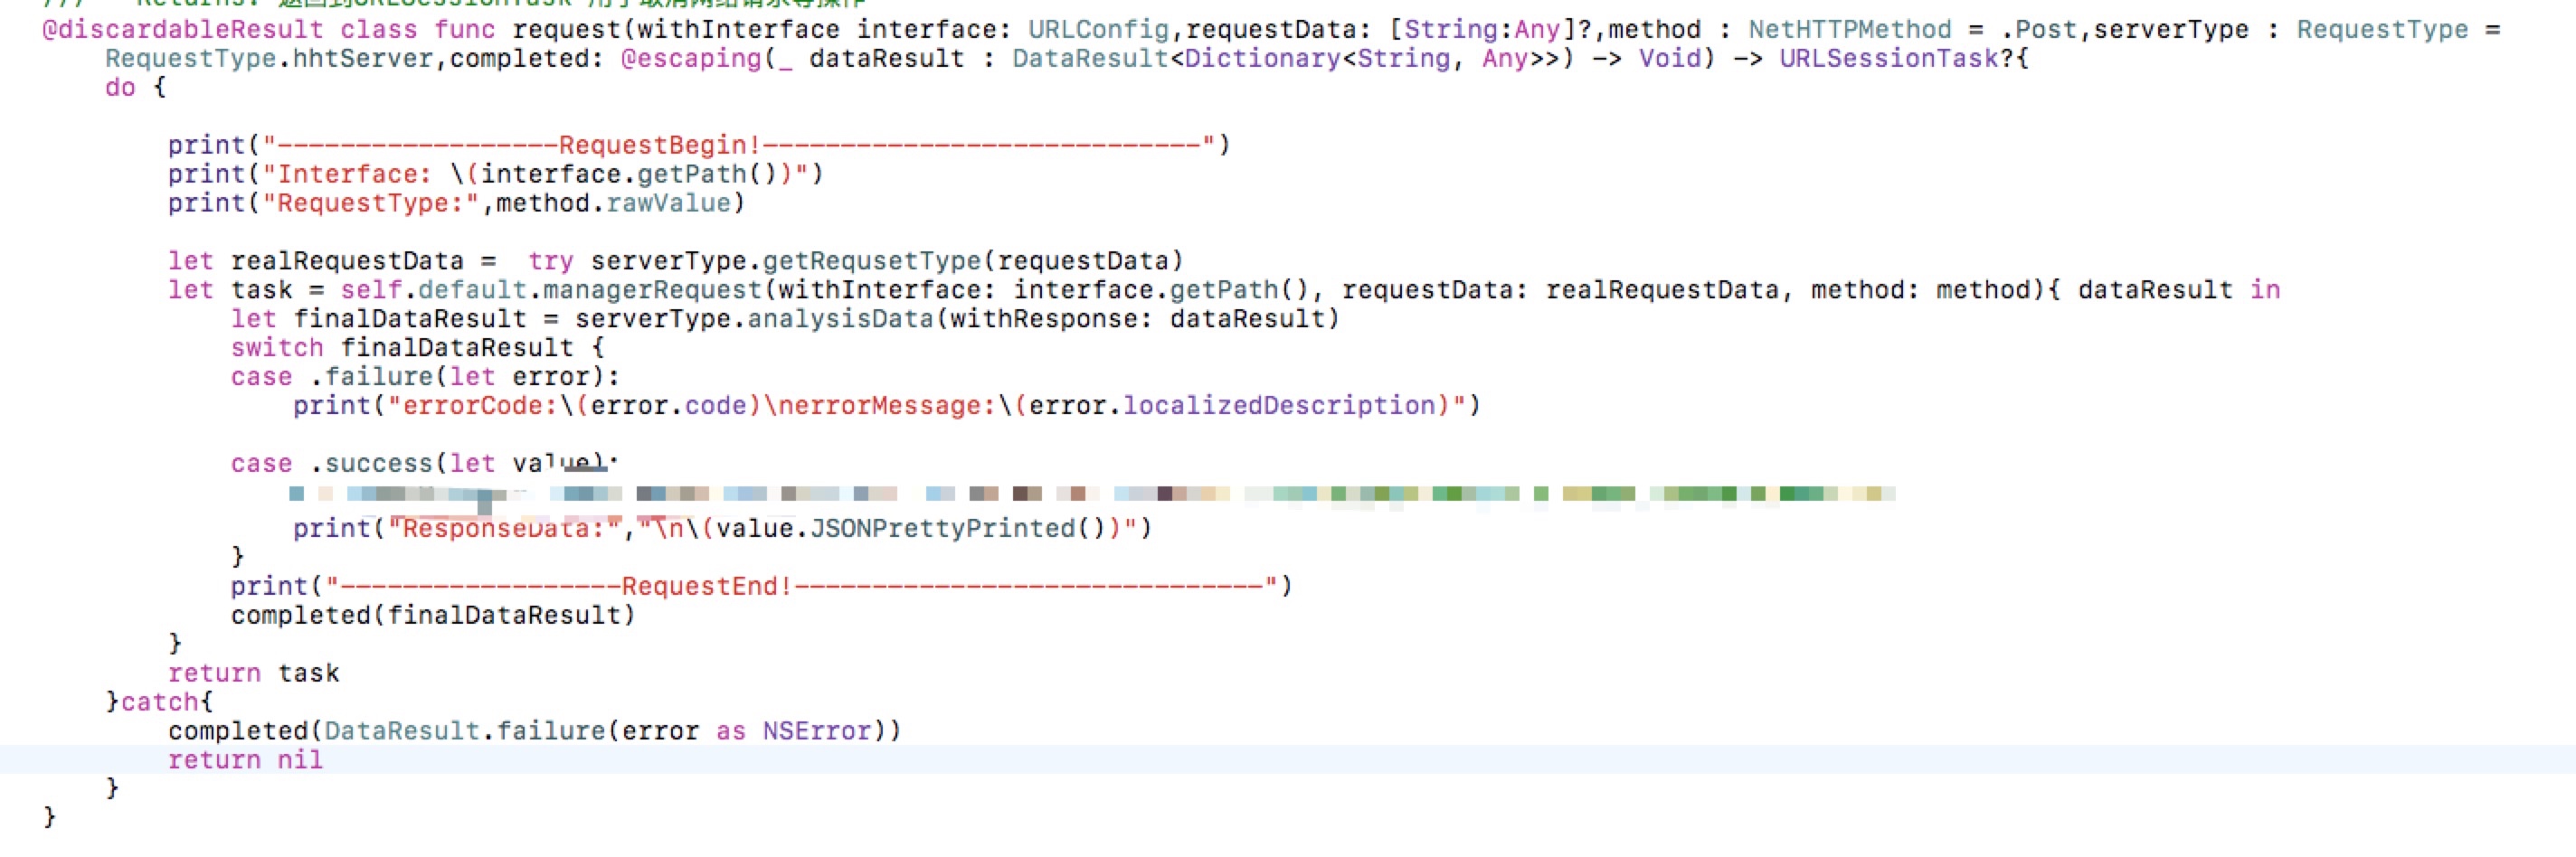 @discardableResult class func request(withInterface interface: URLConfig,requestData: [String:Any]?,method : NetHTTPMethod = .Post,serverType : RequestType =
RequestType.hhtServer,completed: @escaping(_ dataResult : DataResult<Dictionary<String, Any>>) -> Void) -> URLSessionTask?{
do {
print("------------------RequestBegin!----------------------------")
print("Interface: \(interface.getPath())")
print("RequestType:",method.rawValue)
let realRequestData =  try serverType.getRequsetType(requestData)
let task = self.default.managerRequest(withInterface: interface.getPath(), requestData: realRequestData, method: method){ dataResult in
let finalDataResult = serverType.analysisData(withResponse: dataResult)
switch finalDataResult {
case .failure(let error):
print("errorCode:\(error.code)\nerrorMessage:\(error.localizedDescription)")
case .success(let value):
print("ResponseData:","\n\(value.JSONPrettyPrinted())")
}
print("------------------RequestEnd!------------------------------")
completed(finalDataResult)
}
return task
}catch{
completed(DataResult.failure(error as NSError))
return nil
}
}